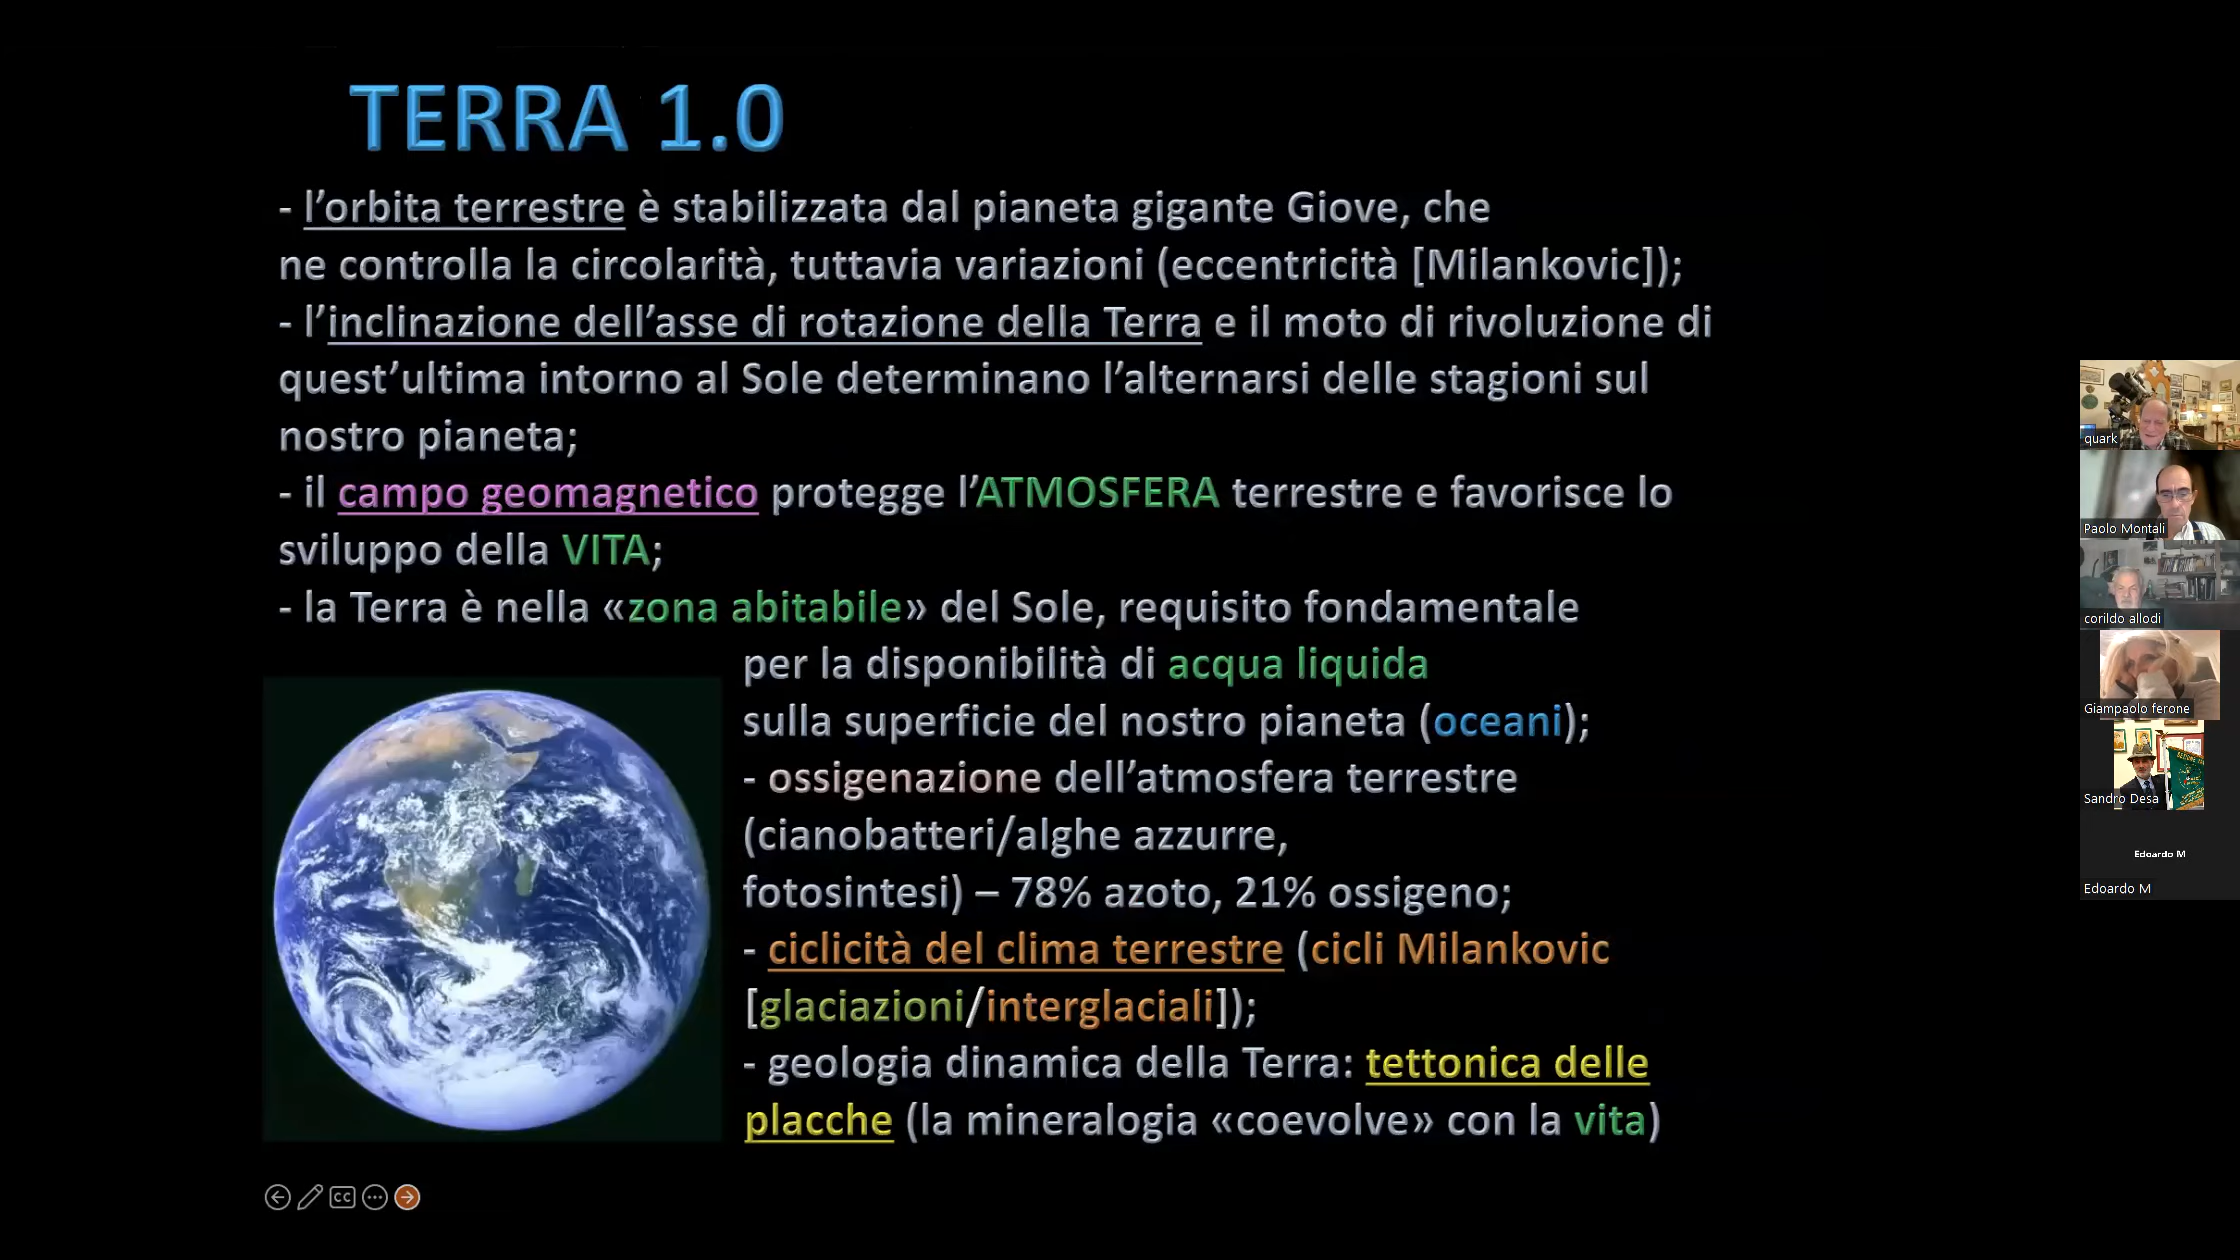 TERRA 1.0
- l’orbita terrestre è stabilizzata dal pianeta gigante Giove, che
ne controlla la circolarità, tuttavia variazioni (eccentricità [Milankovic]);
- l’inclinazione dell’asse di rotazione della Terra e il moto di rivoluzione di
quest’ultima intorno al Sole determinano l’alternarsi delle stagioni sul
nostro pianeta;
- il campo geomagnetico protegge l’ATMOSFERA terrestre e favorisce lo
sviluppo della VITA;
- la Terra è nella «zona abitabile» del Sole, requisito fondamentale
per la disponibilità di acqua liquida
sulla superficie del nostro pianeta (oceani);
- ossigenazione dell’atmosfera terrestre
(cianobatteri/alghe azzurre,
fotosintesi) – 78% azoto, 21% ossigeno;
- ciclicità del clima terrestre (cicli Milankovic
[glaciazioni/interglaciali]);
- geologia dinamica della Terra: tettonica delle
placche (la mineralogia «coevolve» con la vita)
CC
quark
Paolo Montali
corildo allodi
Giampaolo ferone
Sandro Desa
Edoardo M
Edoardo M